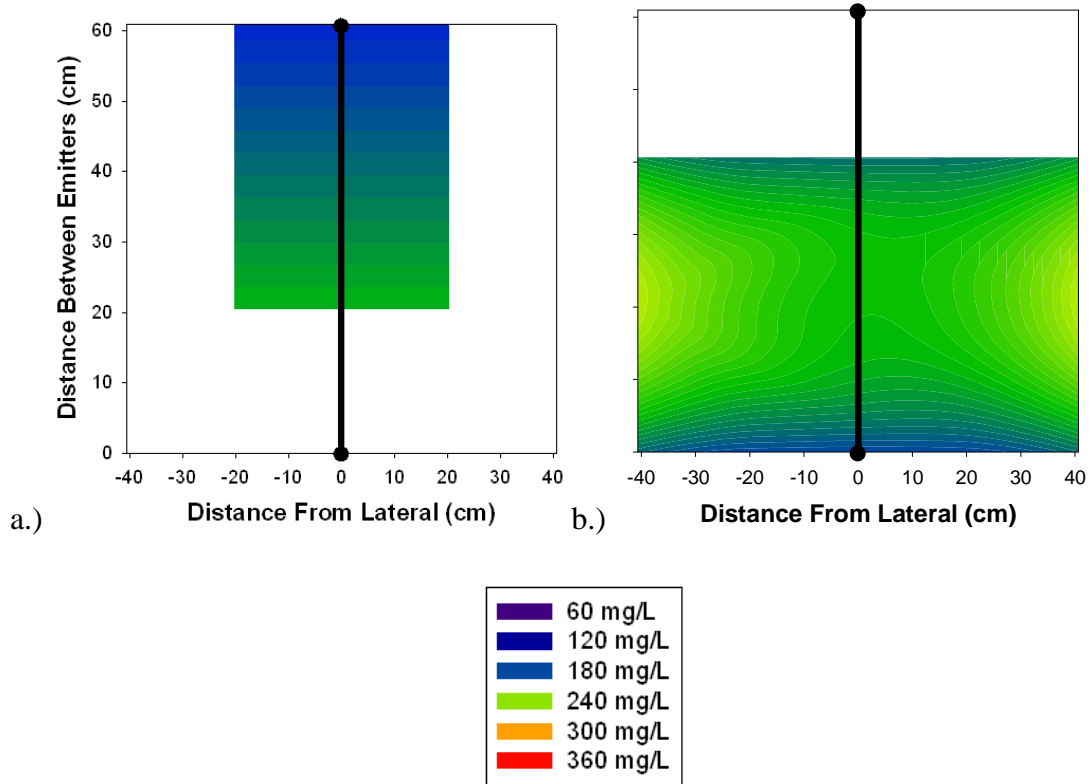 60
50
40
30
20
10
0
Distance Between Emitters (cm)
-40 -30 -20 -10 0 10 20 30 40
Distance From Lateral (cm)
a.)
-40 -30 -20 -10 0 10 20 30 40
Distance From Lateral (cm)
b.)
60 mg/L
120 mg/L
180 mg/L
240 mg/L
300 mg/L
360 mg/L